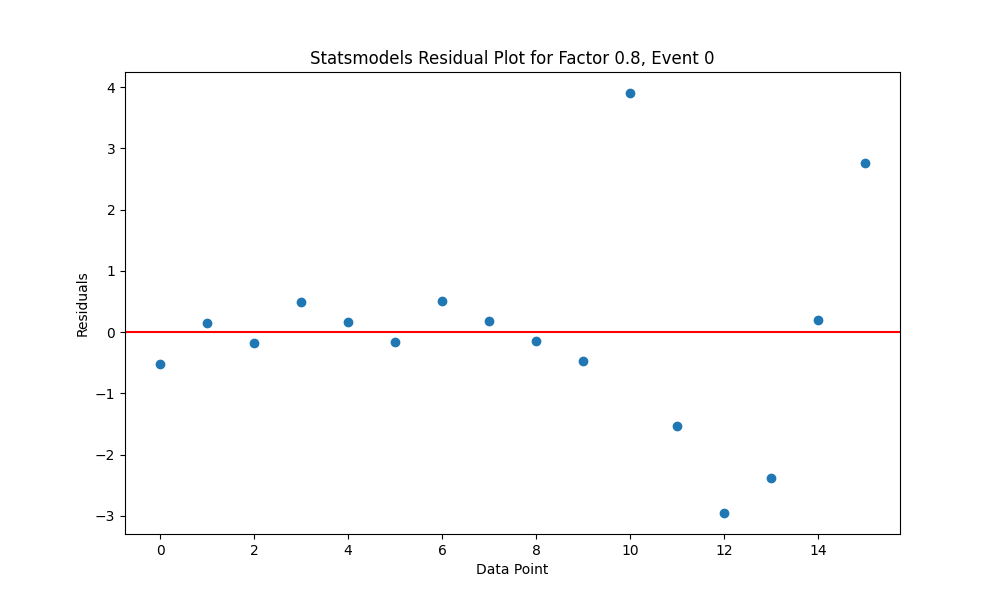 Statsmodels Residual Plot for Factor 0.8, Event 0
4
3
2
1
0
−1
−2
−3
Residuals
0 2 4 6 8 10 12 14
Data Point